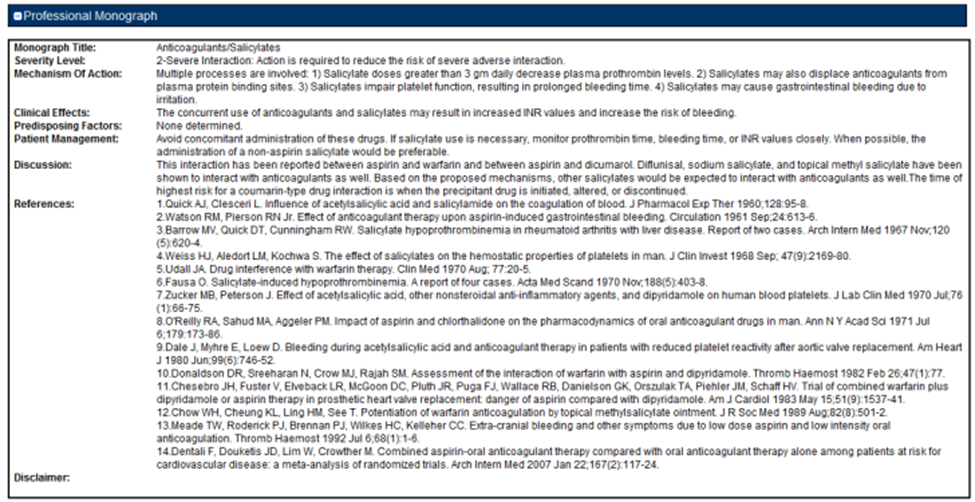 Professional Monograph
Monograph Title: Anticoagulants/Salicylates
Severity Level: 2-Severe Interaction: Action is required to reduce the risk of severe adverse interaction.
Mechanism Of Action: Multiple processes are involved: 1) Salicylate doses greater than 3 gm daily decrease plasma prothrombin levels. 2) Salicylates may also displace anticoagulants from
plasma protein binding sites. 3) Salicylates impair platelet function, resulting in prolonged bleeding time. 4) Salicylates may cause gastrointestinal bleeding due to
irritation.
Clinical Effects: The concurrent use of anticoagulants and salicylates may result in increased INR values and increase the risk of bleeding.
Predisposing Factors: None determined.
Patient Management: Avoid concomitant administration of these drugs. If salicylate use is necessary, monitor prothrombin time, bleeding time, or INR values closely. When possible, the
administration of a non-aspirin salicylate would be preferable.
Discussion: This interaction has been reported between aspirin and warfarin and between aspirin and dicumarol. Diflunisal, sodium salicylate, and topical methyl salicylate have been
shown to interact with anticoagulants as well. Based on the proposed mechanisms, other salicylates would be expected to interact with anticoagulants as well.The time of
highest risk for a coumarin-type drug interaction is when the precipitant drug is initiated, altered, or discontinued.
References: 1.Quick AJ, Clesceri L. Influence of acetylsalicylic acid and salicylamide on the coagulation of blood. J Pharmacol Exp Ther 1960;128:95-8.
2.Watson RM, Pierson RN Jr. Effect of anticoagulant therapy upon aspirin-induced gastrointestinal bleeding. Circulation 1961 Sep;24:613-6.
3.Barrow MV, Quick DT, Cunningham RW. Salicylate hypoprothrombinemia in rheumatoid arthritis with liver disease. Report of two cases. Arch Intern Med 1967 Nov;120
(5):620-4.
4.Weiss HJ, Aledort LM, Kochwa S. The effect of salicylates on the hemostatic properties of platelets in man. J Clin Invest 1968 Sep; 47(9):2169-80.
5.Udall JA. Drug interference with warfarin therapy. Clin Med 1970 Aug; 77:20-5.
6.Fausa O. Salicylate-induced hypoprothrombinemia. A report of four cases. Acta Med Scand 1970 Nov;188(5):403-8.
7.Zucker MB, Peterson J. Effect of acetylsalicylic acid, other nonsteroidal anti-inflammatory agents, and dipyridamole on human blood platelets. J Lab Clin Med 1970 Jul;76
(1):66-75.
8.O'Reilly RA, Sahud MA, Aggeler PM. Impact of aspirin and chlorthalidone on the pharmacodynamics of oral anticoagulant drugs in man. Ann N Y Acad Sci 1971 Jul
6;179:173-86.
9.Dale J, Myhre E, Loew D. Bleeding during acetylsalicylic acid and anticoagulant therapy in patients with reduced platelet reactivity after aortic valve replacement. Am Heart
J 1980 Jun;99(6):746-52.
10.Donaldson DR, Sreeharan N, Crow MJ, Rajah SM. Assessment of the interaction of warfarin with aspirin and dipyridamole. Thromb Haemost 1982 Feb 26;47(1):77.
11.Chesebro JH, Fuster V, Elveback LR, McGoon DC, Pluth JR, Puga FJ, Wallace RB, Danielson GK, Orszulak TA, Piehler JM, Schaff HV. Trial of combined warfarin plus
dipyridamole or aspirin therapy in prosthetic heart valve replacement: danger of aspirin compared with dipyridamole. Am J Cardiol 1983 May 15;51(9):1537-41.
12.Chow WH, Cheung KL, Ling HM, See T. Potentiation of warfarin anticoagulation by topical methylsalicylate ointment. J R Soc Med 1989 Aug;82(8):501-2.
13.Meade TW, Roderick PJ, Brennan PJ, Wilkes HC, Kelleher CC. Extra-cranial bleeding and other symptoms due to low dose aspirin and low intensity oral
anticoagulation. Thromb Haemost 1992 Jul 6;68(1):1-6.
14.Dentali F, Douketis JD, Lim W, Crowther M. Combined aspirin-oral anticoagulant therapy compared with oral anticoagulant therapy alone among patients at risk for
cardiovascular disease: a meta-analysis of randomized trials. Arch Intern Med 2007 Jan 22;167(2):117-24.
Disclaimer: